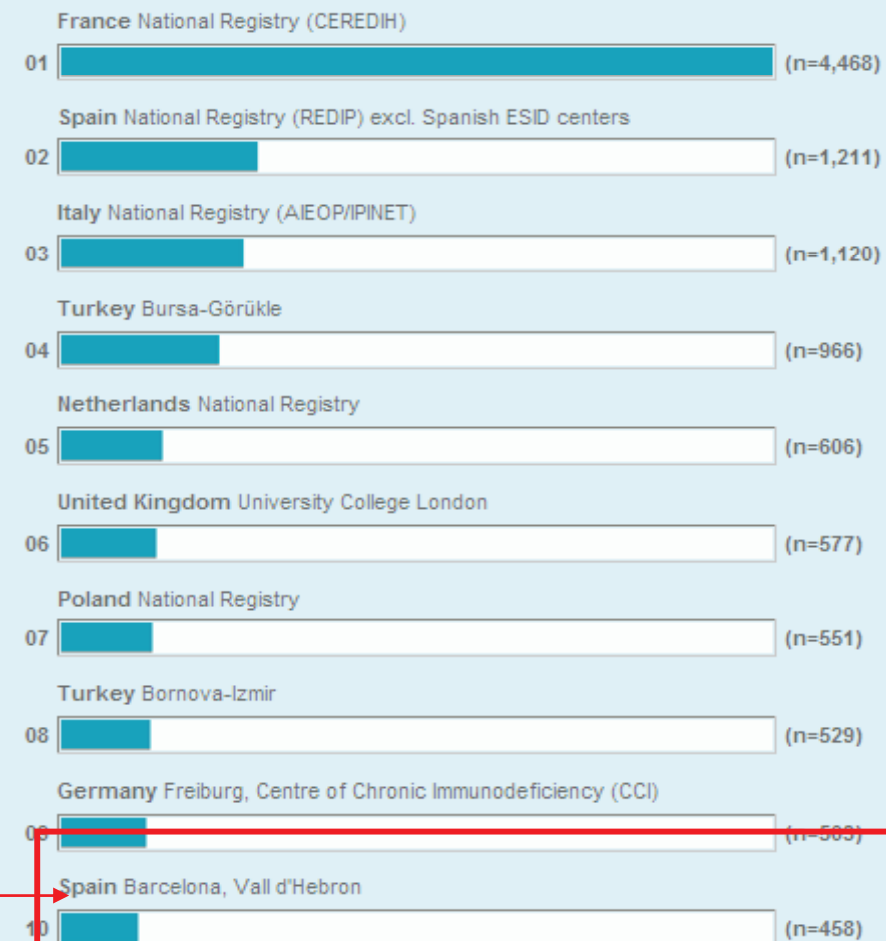 France National Registry (CEREDIH)
01 (n=4,468)
Spain National Registry (REDIP) excl. Spanish ESID centers
02 (n=1,211)
Italy National Registry (AIEOP/IPINET)
03 (n=1,120)
Turkey Bursa-Görükle
04 (n=966)
Netherlands National Registry
05 (n=606)
United Kingdom University College London
06 (n=577)
Poland National Registry
07 (n=551)
Turkey Bornova-Izmir
08 (n=529)
Germany Freiburg, Centre of Chronic Immunodeficiency (CCI)
09 (n=503)
Spain Barcelona, Vall d'Hebron
10 (n=458)